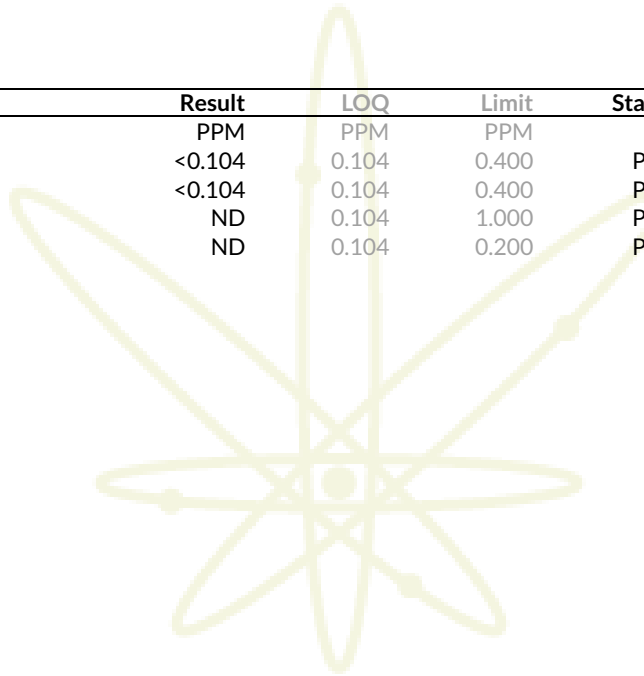 Result LOQ Limit Sta
PPM PPM PPM
<0.104 0.104 0.400 P
<0.104 0.104 0.400 P
ND 0.104 1.000 P
ND 0.104 0.200 P